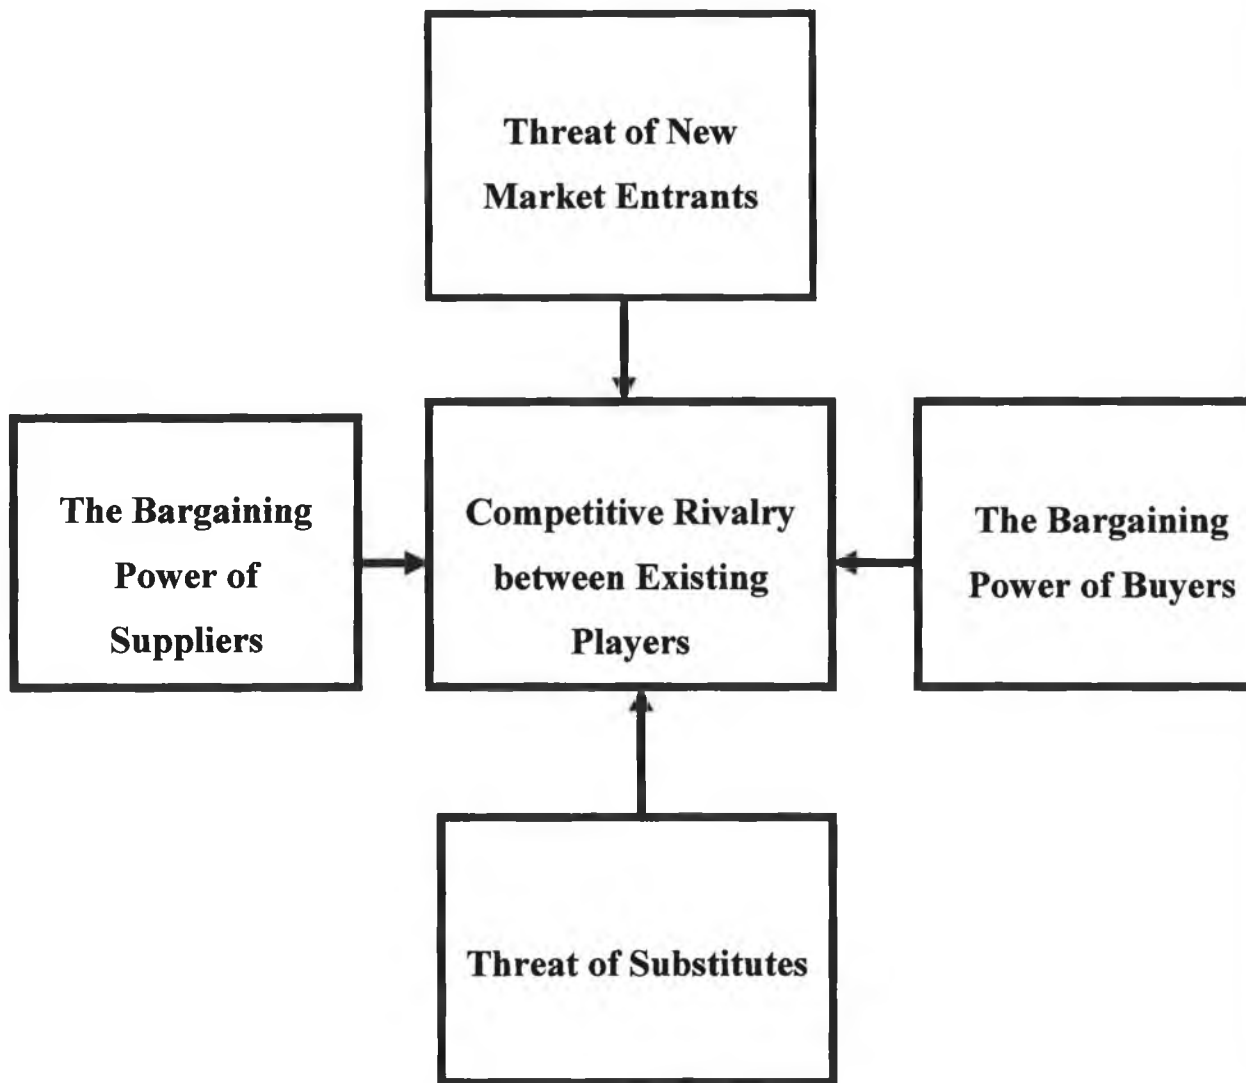 Threat of New
Market Entrants
The Bargaining
Power of
Suppliers
Competitive Rivalry
between Existing
Players
The Bargaining
Power of Buyers
Threat of Substitutes